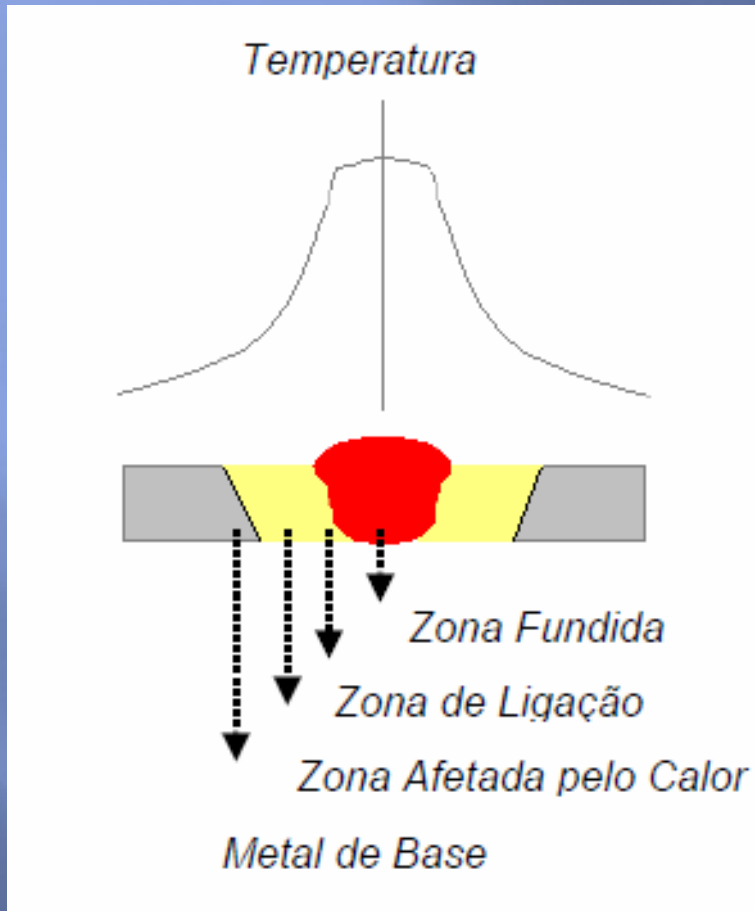 Temperatura
Zona Fundida
Zona de Ligação
Zona Afetada pelo Calor
Metal de Base